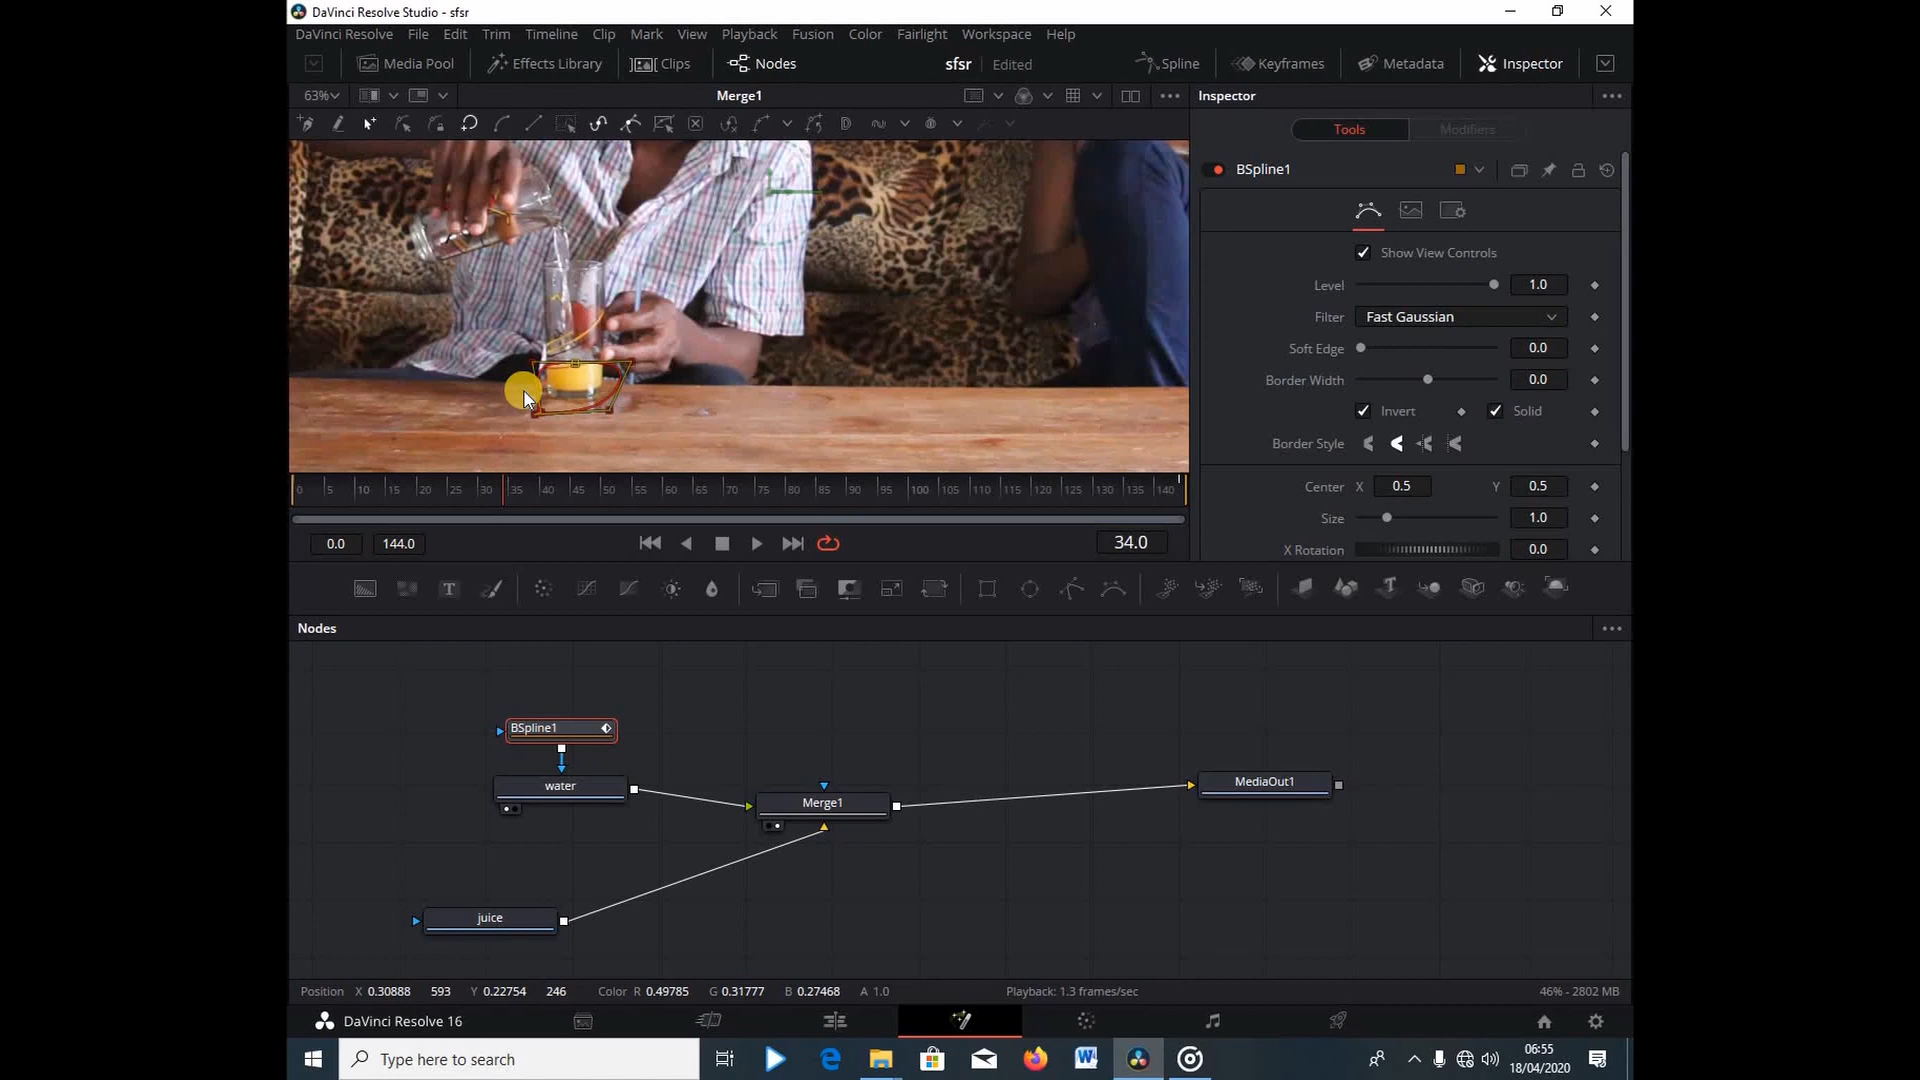 DaVinci Resolve Studio - sfsr
DaVinci Resolve File Edit Trim Timeline Clip Mark View Playback Fusion Color Fairlight Workspace Help
Media Pool Effects Library Clips Nodes sfsr Edited Spline Keyframes Metadata Inspector
63% Merge1 Inspector
Tools Modifiers
BSpline1
Show View Controls
Level 1.0
Filter Fast Gaussian
Soft Edge 0.0
Border Width 0.0
Invert Solid
Border Style
Center X 0.5 Y 0.5
Size 1.0
X Rotation 0.0
0 5 10 15 20 25 30 35 40 45 50 55 60 65 70 75 80 85 90 95 100 105 110 115 120 125 130 135 140
0.0 144.0 34.0
Nodes
BSpline1
water
Merge1
MediaOut1
juice
Position X 0.30888 593 Y 0.22754 246 Color R 0.49785 G 0.31777 B 0.27468 A 1.0 Playback: 1.3 frames/sec 46% - 2802 MB
DaVinci Resolve 16
Type here to search
06:55
18/04/2020